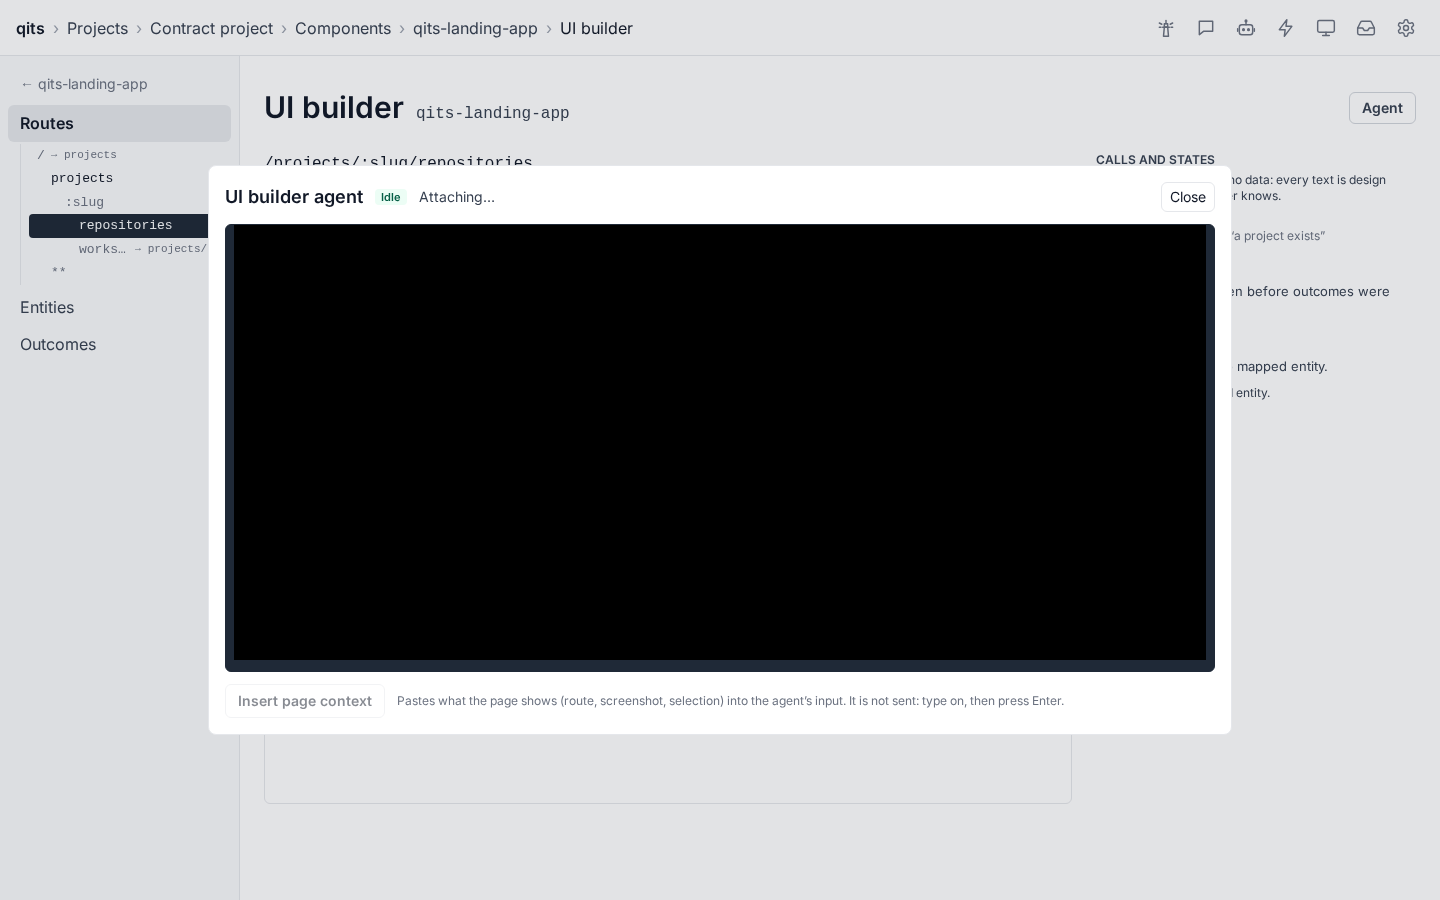 qits › Projects › Contract project › Components › qits-landing-app › UI builder
← qits-landing-app
Routes
/ → projects
projects
:slug
repositories
works… → projects/
**
Entities
Outcomes
UI builder qits-landing-app
Agent
/projects/:slug/repositories
CALLS AND STATES
no data: every text is design
knows.
“a project exists”
before outcomes were
mapped entity.
entity.
UI builder agent Idle Attaching…
Close
Insert page context Pastes what the page shows (route, screenshot, selection) into the agent’s input. It is not sent: type on, then press Enter.